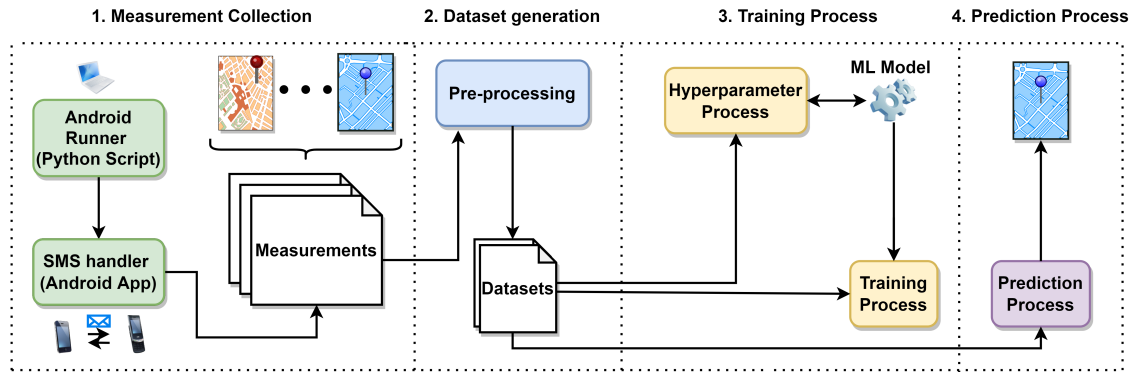 1. Measurement Collection
2. Dataset generation
3. Training Process
4. Prediction Process
Android
Runner
(Python Script)
SMS handler
(Android App)
Measurements
Pre-processing
Datasets
Hyperparameter
Process
ML Model
Training
Process
Prediction
Process